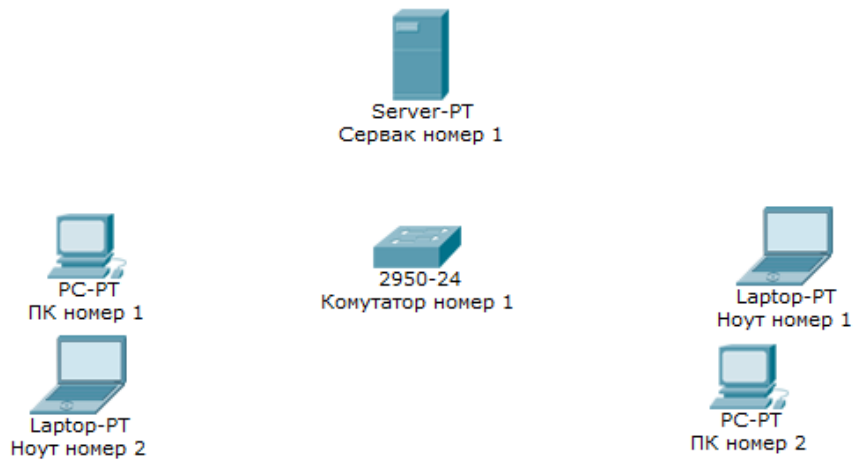 Server-PT
Сервак номер 1
PC-PT
ПК номер 1
2950-24
Комутатор номер 1
Laptop-PT
Ноут номер 1
Laptop-PT
Ноут номер 2
PC-PT
ПК номер 2